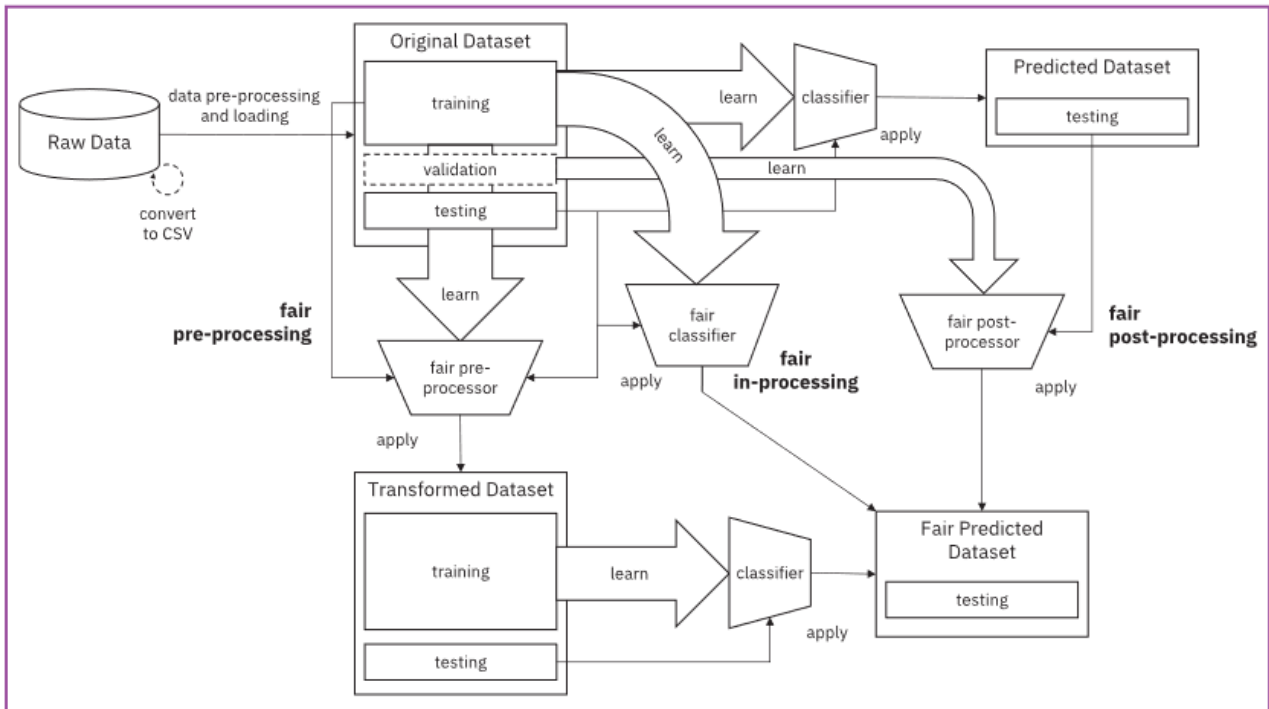 Original Dataset
training
validation
testing
data pre-processing
and loading
Raw Data
convert
to CSV
learn
classifier
apply
Predicted Dataset
testing
learn
learn
learn
fair
pre-processing
fair pre-
processor
apply
fair
classifier
apply
fair
in-processing
fair post-
processor
fair
post-processing
apply
Transformed Dataset
training
testing
learn
classifier
apply
Fair Predicted
Dataset
testing